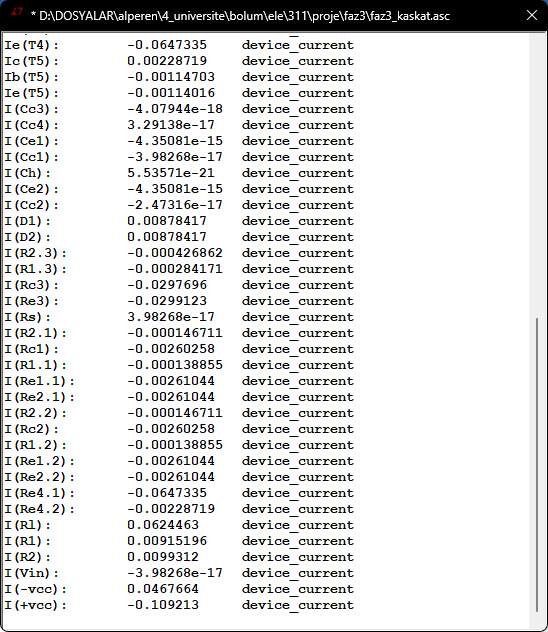 * D:\DOSYALAR\alperen\4_universite\bolum\ele\311\proje\faz3\faz3_kaskat.asc
Ie(T4): -0.0647335 device_current
Ic(T5): 0.00228719 device_current
Ib(T5): -0.00114703 device_current
Ie(T5): -0.00114016 device_current
I(Cc3): -4.07944e-18 device_current
I(Cc4): 3.29138e-17 device_current
I(Ce1): -4.35081e-15 device_current
I(Cc1): -3.98268e-17 device_current
I(Ch): 5.53571e-21 device_current
I(Ce2): -4.35081e-15 device_current
I(Cc2): -2.47316e-17 device_current
I(D1): 0.00878417 device_current
I(D2): 0.00878417 device_current
I(R2.3): -0.000426862 device_current
I(R1.3): -0.000284171 device_current
I(Rc3): -0.0297696 device_current
I(Re3): -0.0299123 device_current
I(Rs): 3.98268e-17 device_current
I(R2.1): -0.000146711 device_current
I(Rc1): -0.00260258 device_current
I(R1.1): -0.000138855 device_current
I(Re1.1): -0.00261044 device_current
I(Re2.1): -0.00261044 device_current
I(R2.2): -0.000146711 device_current
I(Rc2): -0.00260258 device_current
I(R1.2): -0.000138855 device_current
I(Re1.2): -0.00261044 device_current
I(Re2.2): -0.00261044 device_current
I(Re4.1): -0.0647335 device_current
I(Re4.2): -0.00228719 device_current
I(Rl): 0.0624463 device_current
I(R1): 0.00915196 device_current
I(R2): 0.0099312 device_current
I(Vin): -3.98268e-17 device_current
I(-vcc): 0.0467664 device_current
I(+vcc): -0.109213 device_current